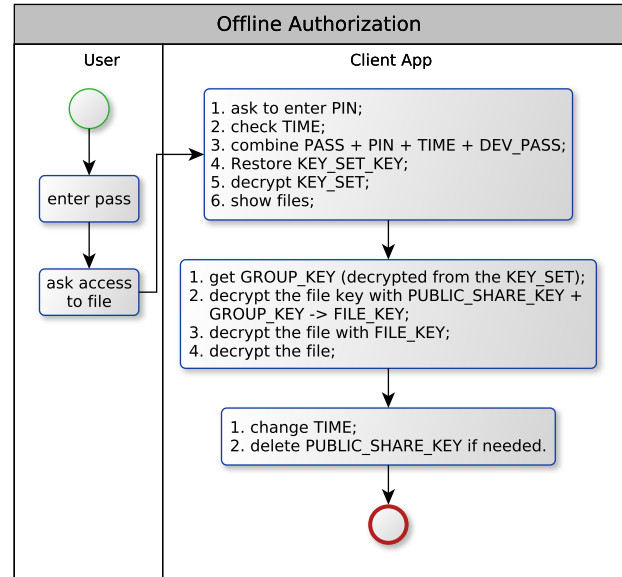 Offline Authorization
User
Client App
enter pass
ask access
to file
1. ask to enter PIN;
2. check TIME;
3. combine PASS + PIN + TIME + DEV_PASS;
4. Restore KEY_SET_KEY;
5. decrypt KEY_SET;
6. show files;
1. get GROUP_KEY (decrypted from the KEY_SET);
2. decrypt the file key with PUBLIC_SHARE_KEY +
GROUP_KEY -> FILE_KEY;
3. decrypt the file with FILE_KEY;
4. decrypt the file;
1. change TIME;
2. delete PUBLIC_SHARE_KEY if needed.